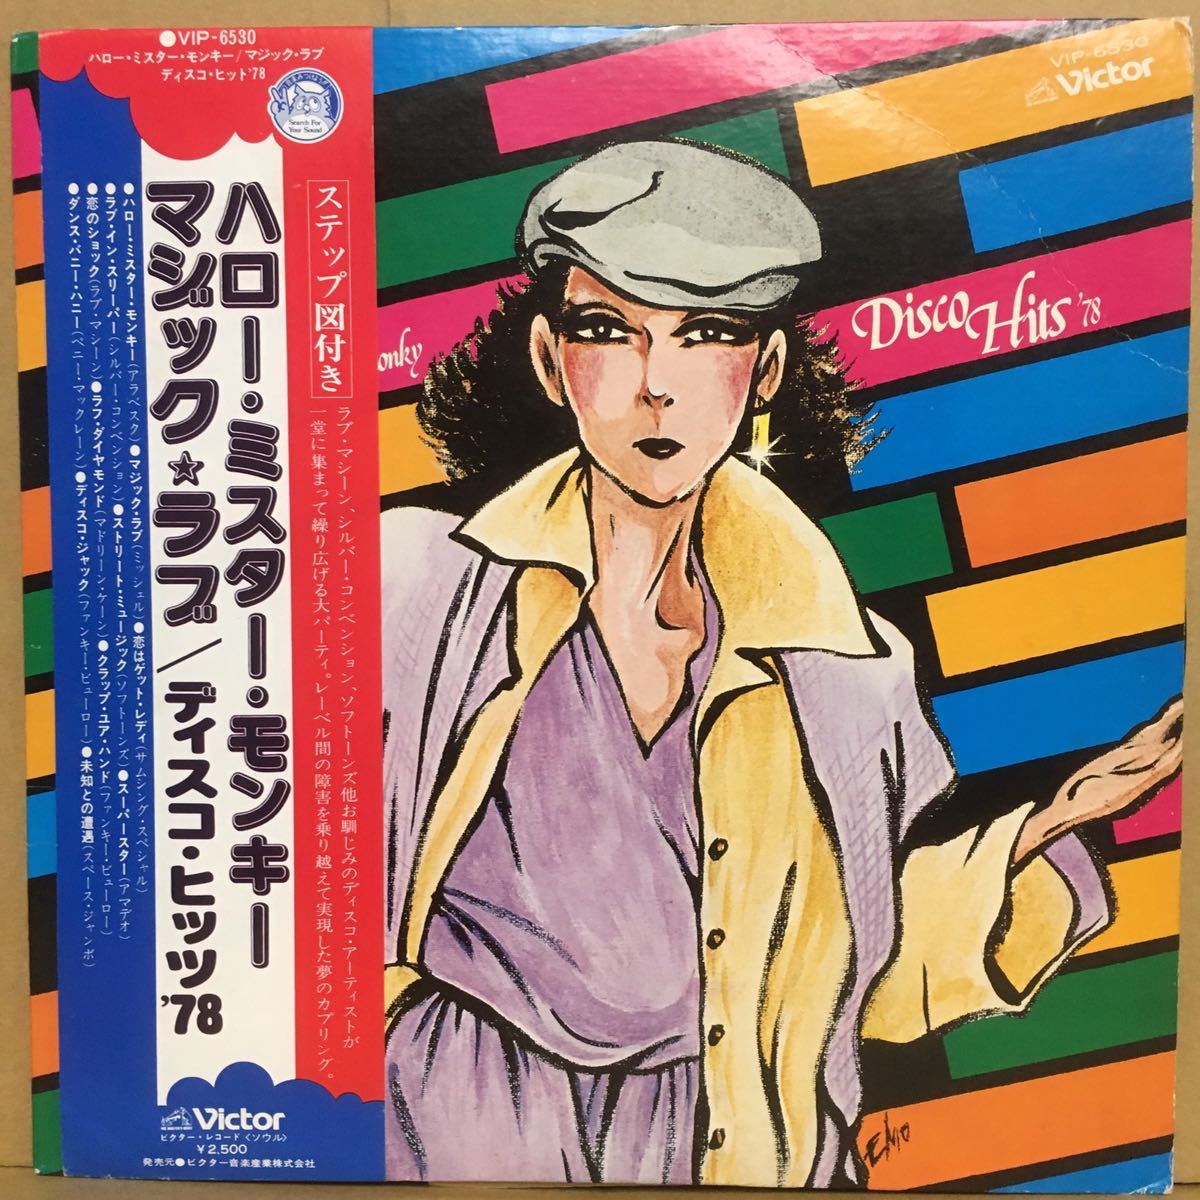 ●VIP-6530
ハロー・ミスター・モンキー/マジック・ラブ
ディスコ・ヒット'78
Search For
Your Sound
ハロー・ミスター・モンキー
マジック☆ラブ/ディスコ・ヒッツ'78
ステップ図付き
ラブ・マシーン、シルバー・コンベンション、ソフトーンズ他お馴じみのディスコ・アーティストが
一堂に集まって繰り広げる大パーティ。レーベル間の障害を乗り越えて実現した夢のカプリング。
●ハロー・ミスター・モンキー(アラベスク)●マジック・ラブ(ミッシェル)●恋はゲット・レディ(サムシング・スペシャル)
●ラブ・イン・スリーパー(シルバー・コンベンション)●ストリート・ミュージック(ソフトーンズ)●スーパースター(アマデオ)
●恋のショック(ラブ・マシーン)●ラフ・ダイヤモンド(マドリーン・ケーン)●クラップ・ユア・ハンド(ファンキー・ビューロー)
●ダンス・バニー・ハニー(ペニー・マックレーン)●ディスコ・ジャック(ファンキー・ビューロー)●未知との遭遇(スペース・ジャンボ)
Victor
ビクター・レコード〈ソウル〉
￥2,500
発売元●ビクター音楽産業株式会社
VIP-6530
Victor
onky
Disco Hits '78
EMO